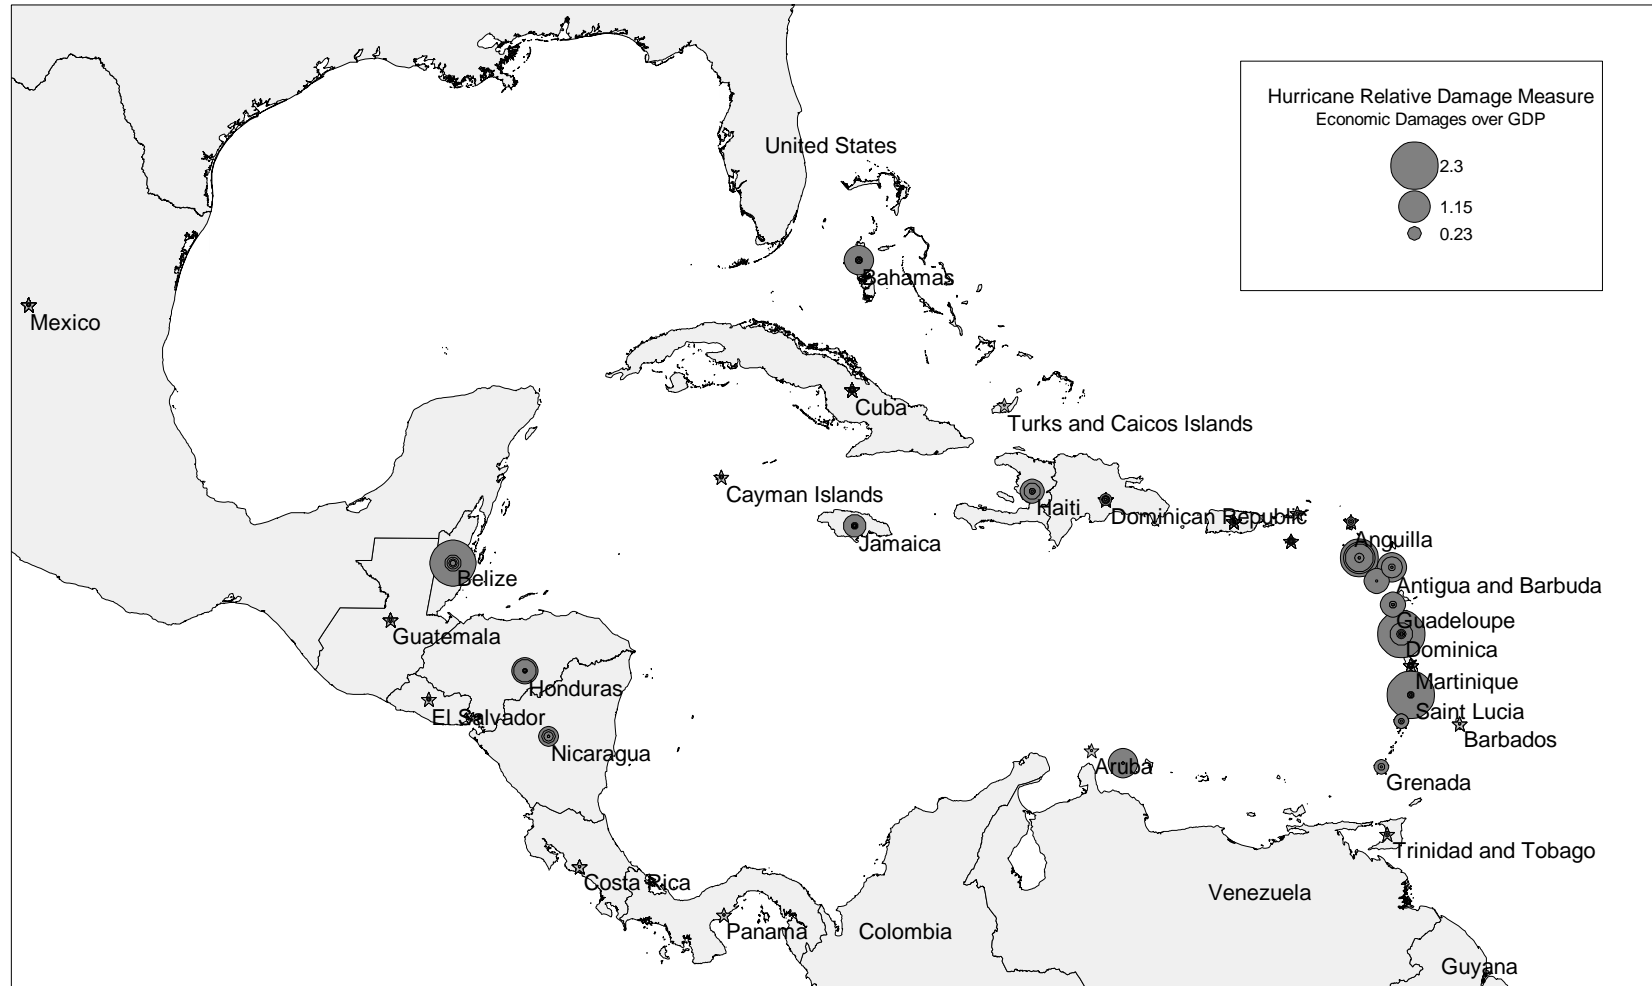 Hurricane Relative Damage Measure
Economic Damages over GDP
2.3
1.15
0.23
United States
Bahamas
Mexico
Cuba
Turks and Caicos Islands
Cayman Islands
Haiti
Dominican Republic
Jamaica
Anguilla
Belize
Antigua and Barbuda
Guadeloupe
Guatemala
Dominica
Honduras
Martinique
El Salvador
Saint Lucia
Nicaragua
Barbados
Aruba
Grenada
Trinidad and Tobago
Costa Rica
Venezuela
Panama
Colombia
Guyana